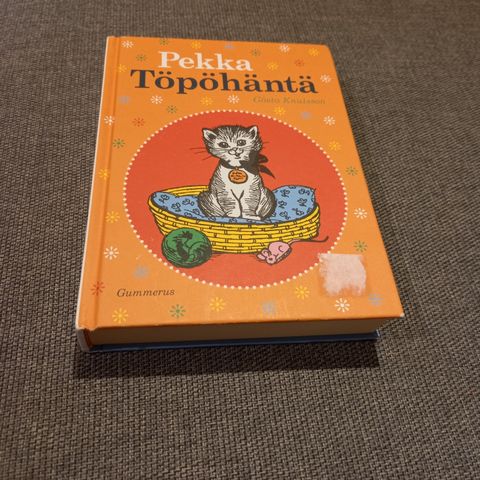 Pekka
Töpöhäntä
Gösta Knutsson
Gummerus